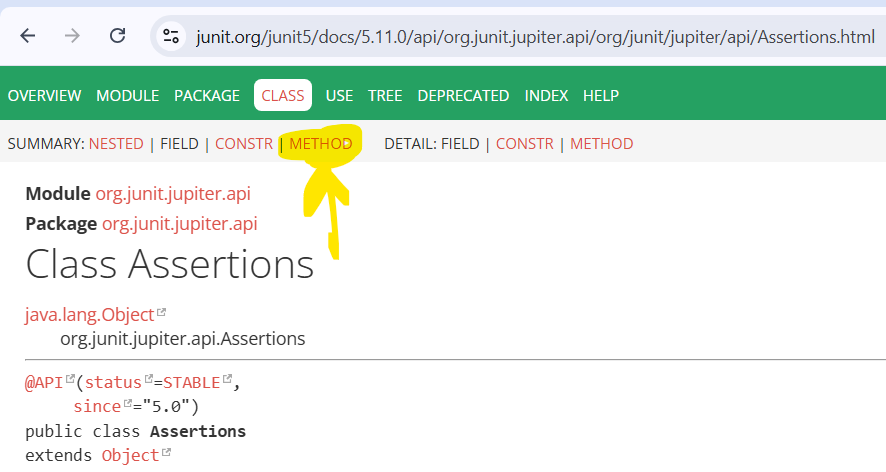 junit.org/junit5/docs/5.11.0/api/org.junit.jupiter.api/org/junit/jupiter/api/Assertions.html
OVERVIEW MODULE PACKAGE CLASS USE TREE DEPRECATED INDEX HELP
SUMMARY: NESTED | FIELD | CONSTR | METHOD DETAIL: FIELD | CONSTR | METHOD
Module org.junit.jupiter.api
Package org.junit.jupiter.api
Class Assertions
java.lang.Object
org.junit.jupiter.api.Assertions
@API(status=STABLE,
since="5.0")
public class Assertions
extends Object